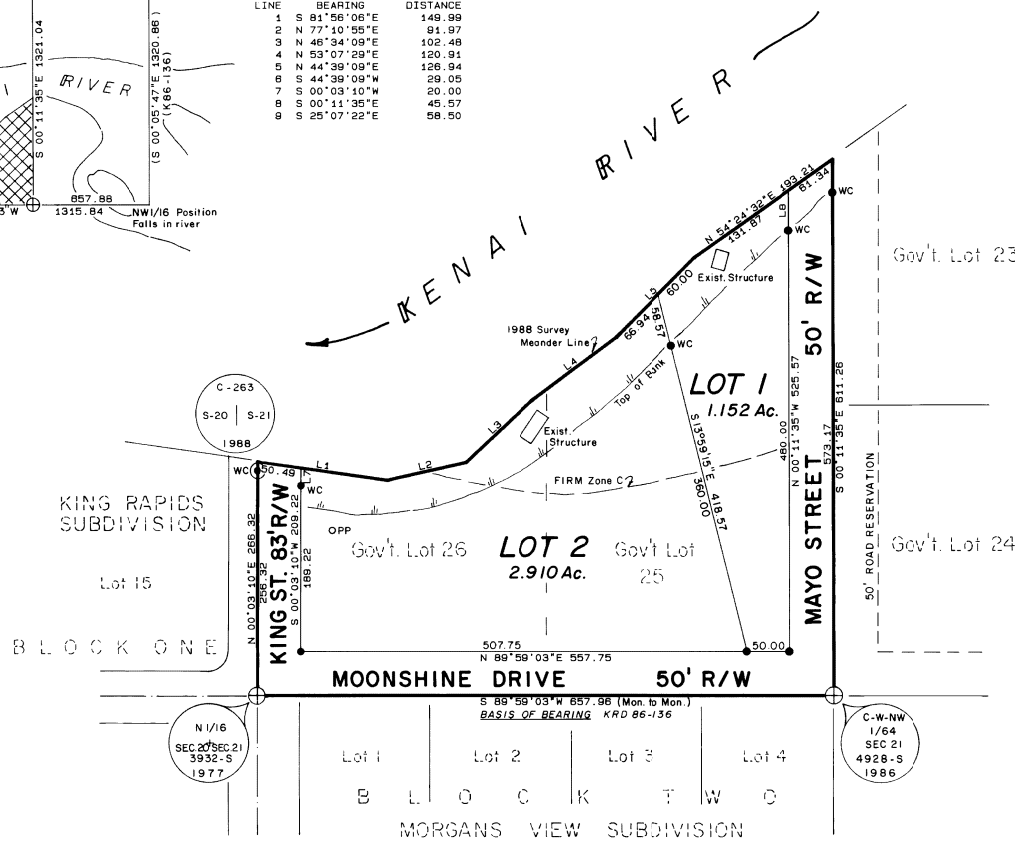 LINE BEARING DISTANCE
1 S 81°56'06"E 149.99
2 N 77°10'55"E 91.97
3 N 46°34'09"E 102.48
4 N 53°07'29"E 120.91
5 N 44°39'09"E 126.94
6 S 44°39'09"W 29.05
7 S 00°03'10"W 20.00
8 S 00°11'35"E 45.57
9 S 25°07'22"E 58.50
S 00°11'35"E 1321.04
(S 00°05'47"E 1320.86)
(K86-136)
I RIVER
3"W
657.88
1315.84
NW1/16 Position
Falls in river
KENAI RIVER
N 54°24'32"E 193.21
131.87
81.34
WC
L8
WC
Exist. Structure
50' R/W
Gov't. Lot 23
60.00
L5
58.57
66.94
WC
1988 Survey
Meander Line
L4
Top of Bank
LOT 1
1.152 Ac.
C-263
S-20 | S-21
1988
L3
Exist.
Structure
S 13°59'15"E 418.57
360.00
480.00
N 00°11'35"W 525.57
573.17
S 00°11'35"E 611.26
WC
50.49
L7
L1
L2
WC
FIRM Zone C
KING RAPIDS
SUBDIVISION
OPP
Gov't. Lot 26
LOT 2
2.910 Ac.
Gov't Lot
25
MAYO STREET
50' ROAD RESERVATION
Gov't. Lot 24
Lot 15
N 00°03'10"E 266.32
256.32
KING ST. 83'R/W
S 00°03'10"W 209.22
189.22
BLOCK ONE
507.75
50.00
N 89°59'03"E 557.75
MOONSHINE DRIVE 50' R/W
S 89°59'03"W 657.96 (Mon. to Mon.)
BASIS OF BEARING KRD 86-136
N 1/16
SEC.20 SEC.21
3932-S
1977
C-W-NW
1/64
SEC 21
4928-S
1986
Lot 1 Lot 2 Lot 3 Lot 4
BLOCK TWO
MORGANS VIEW SUBDIVISION